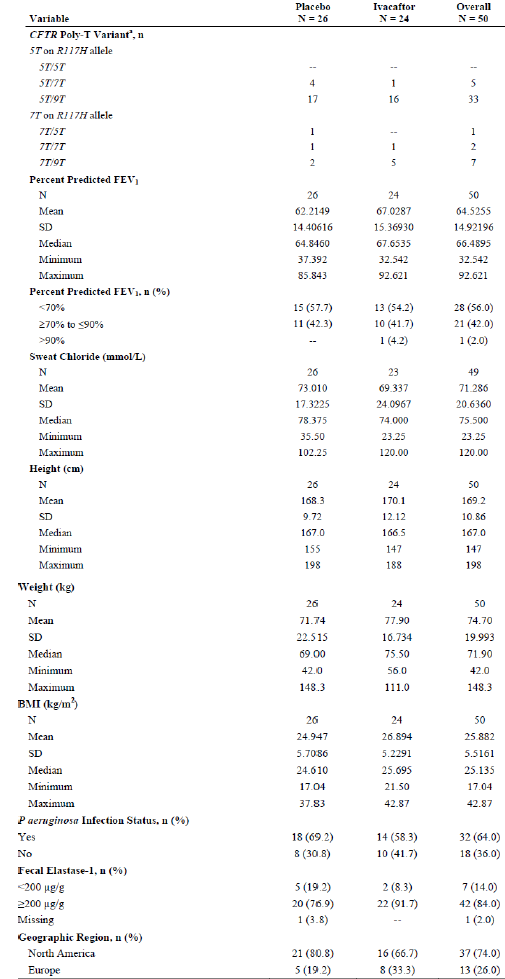 Placebo Ivacaftor Overall
Variable N = 26 N = 24 N = 50
CFTR Poly-T Variantᵃ, n
5T on R117H allele
5T/5T -- -- --
5T/7T 4 1 5
5T/9T 17 16 33
7T on R117H allele
7T/5T 1 -- 1
7T/7T 1 1 2
7T/9T 2 5 7
Percent Predicted FEV₁
N 26 24 50
Mean 62.2149 67.0287 64.5255
SD 14.40616 15.36930 14.92196
Median 64.8460 67.6535 66.4895
Minimum 37.392 32.542 32.542
Maximum 85.843 92.621 92.621
Percent Predicted FEV₁, n (%)
<70% 15 (57.7) 13 (54.2) 28 (56.0)
≥70% to ≤90% 11 (42.3) 10 (41.7) 21 (42.0)
>90% -- 1 (4.2) 1 (2.0)
Sweat Chloride (mmol/L)
N 26 23 49
Mean 73.010 69.337 71.286
SD 17.3225 24.0967 20.6360
Median 78.375 74.000 75.500
Minimum 35.50 23.25 23.25
Maximum 102.25 120.00 120.00
Height (cm)
N 26 24 50
Mean 168.3 170.1 169.2
SD 9.72 12.12 10.86
Median 167.0 166.5 167.0
Minimum 155 147 147
Maximum 198 188 198
Weight (kg)
N 26 24 50
Mean 71.74 77.90 74.70
SD 22.515 16.734 19.993
Median 69.00 75.50 71.90
Minimum 42.0 56.0 42.0
Maximum 148.3 111.0 148.3
BMI (kg/m²)
N 26 24 50
Mean 24.947 26.894 25.882
SD 5.7086 5.2291 5.5161
Median 24.610 25.695 25.135
Minimum 17.04 21.50 17.04
Maximum 37.83 42.87 42.87
P aeruginosa Infection Status, n (%)
Yes 18 (69.2) 14 (58.3) 32 (64.0)
No 8 (30.8) 10 (41.7) 18 (36.0)
Fecal Elastase-1, n (%)
<200 µg/g 5 (19.2) 2 (8.3) 7 (14.0)
≥200 µg/g 20 (76.9) 22 (91.7) 42 (84.0)
Missing 1 (3.8) -- 1 (2.0)
Geographic Region, n (%)
North America 21 (80.8) 16 (66.7) 37 (74.0)
Europe 5 (19.2) 8 (33.3) 13 (26.0)